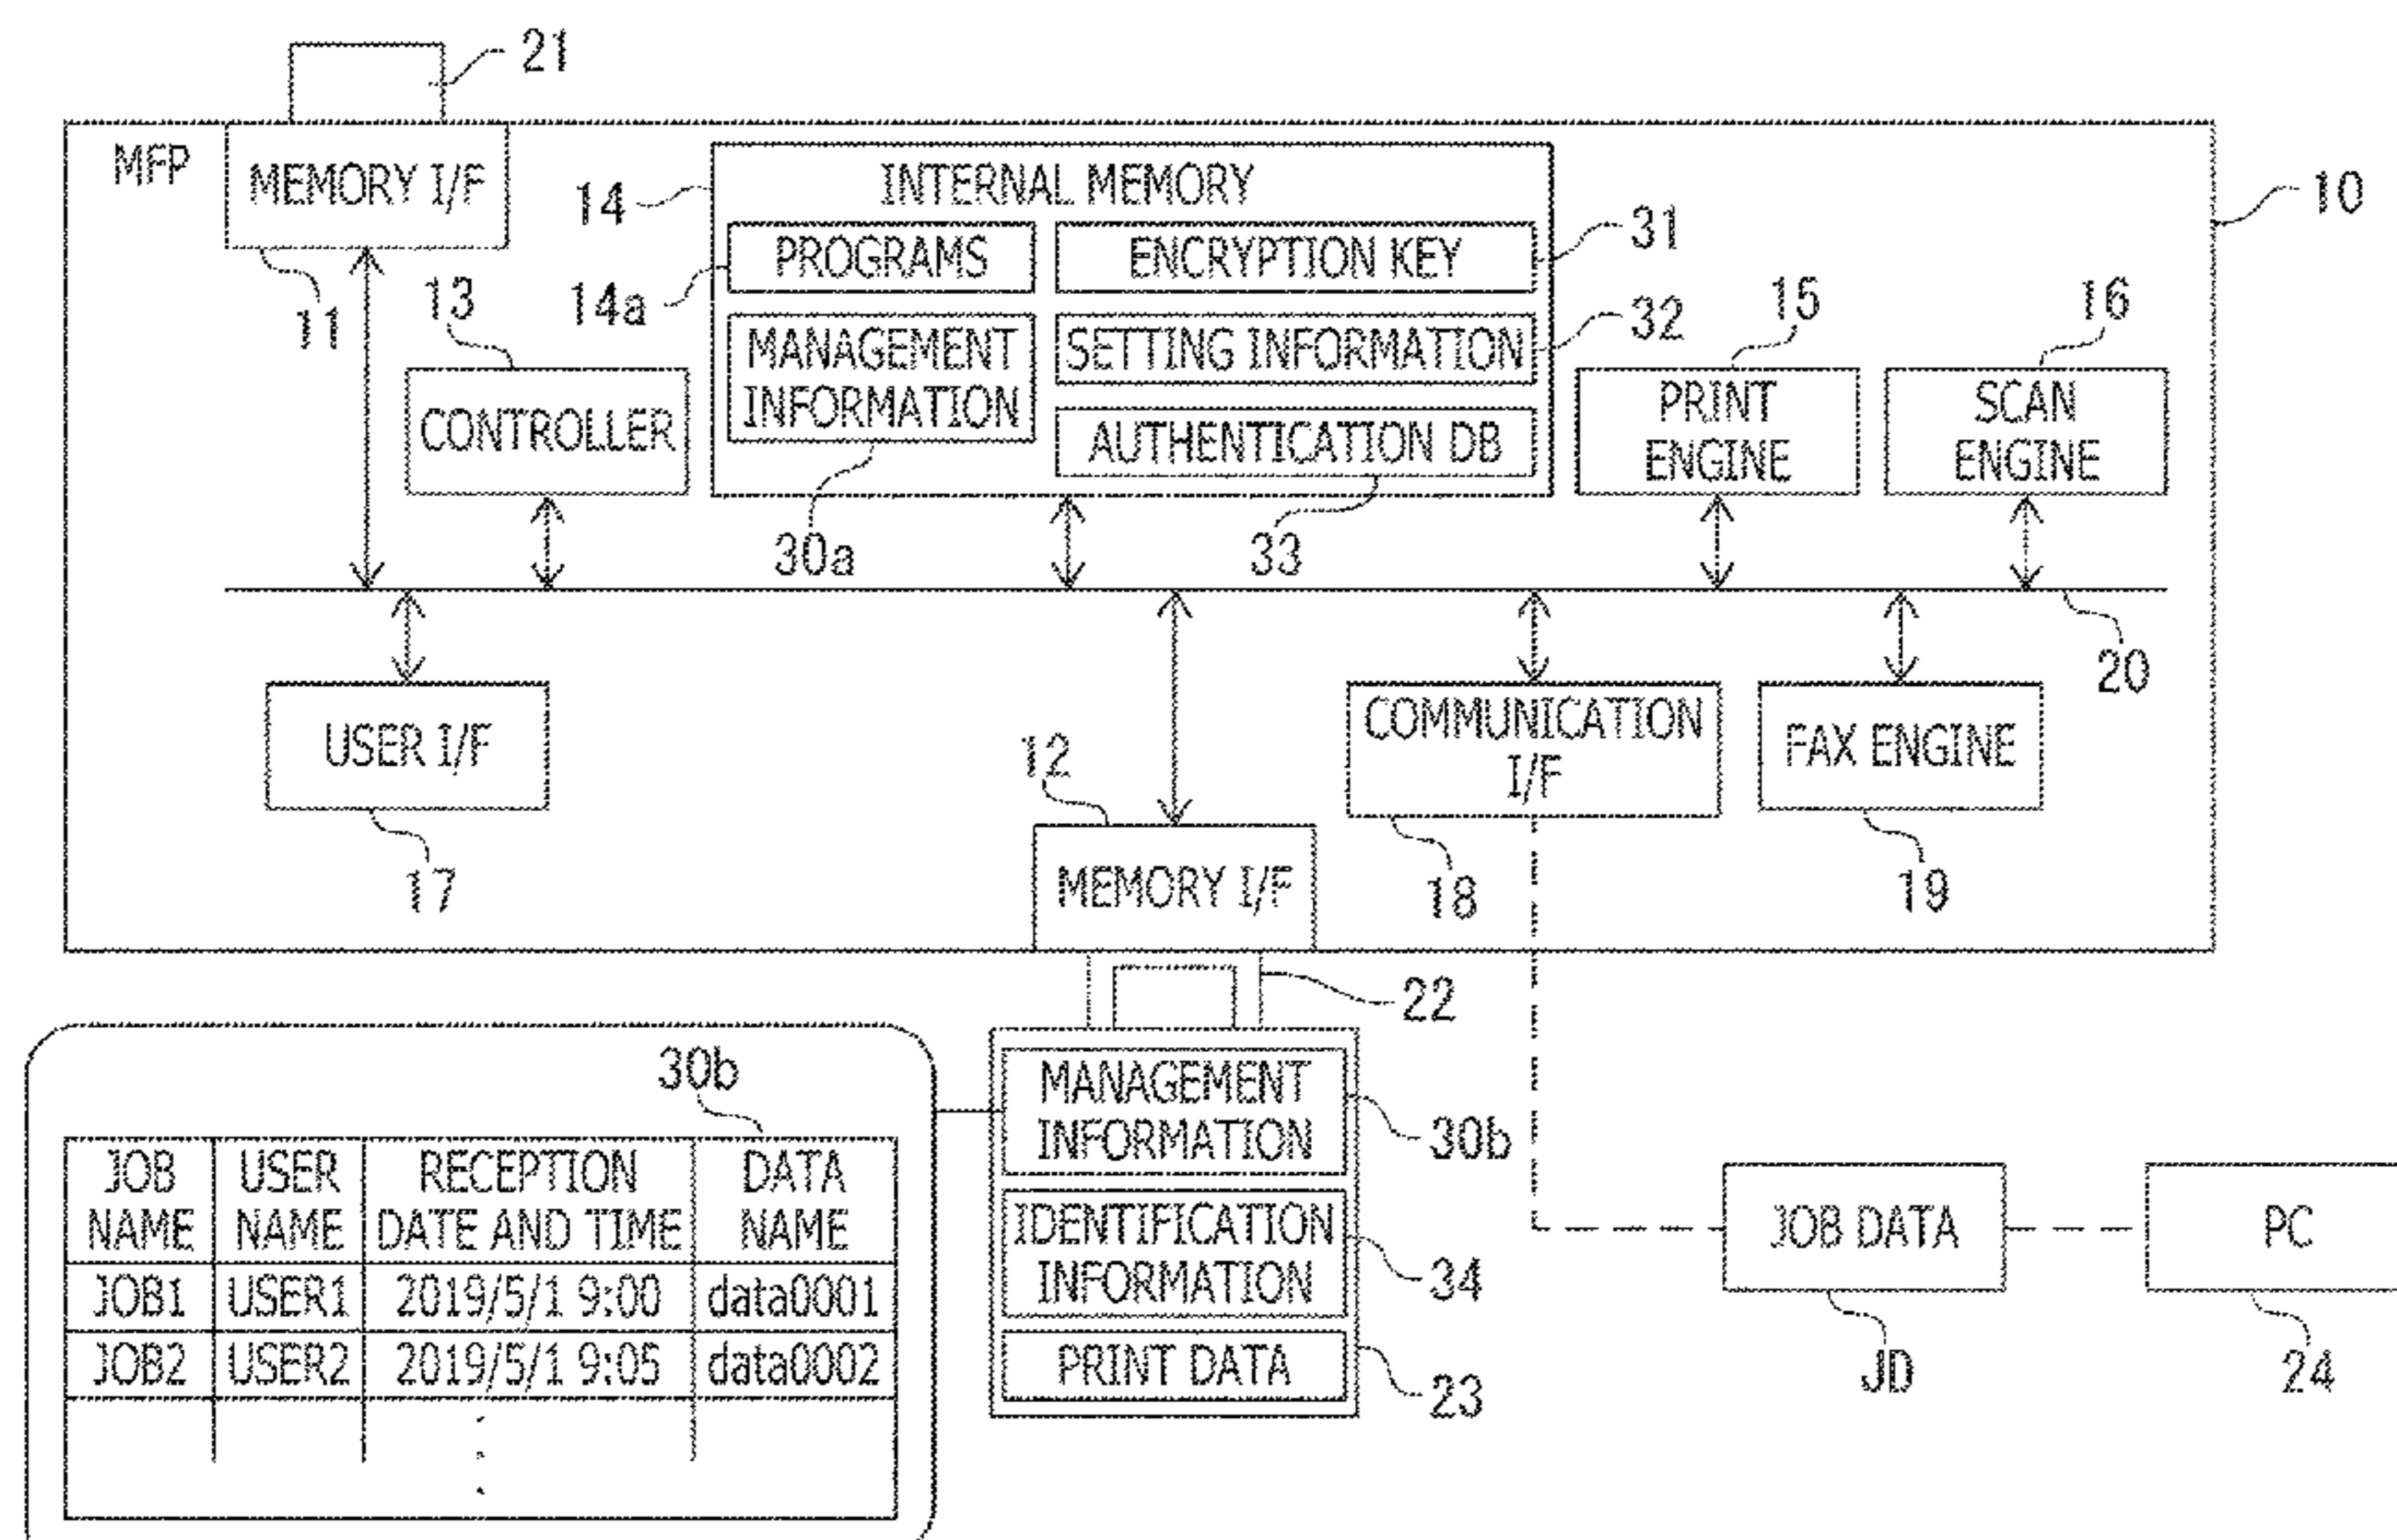 21
MFP
MEMORY I/F
11
13
CONTROLLER
14
INTERNAL MEMORY
14a
PROGRAMS
ENCRYPTION KEY
31
MANAGEMENT
INFORMATION
30a
SETTING INFORMATION
32
AUTHENTICATION DB
33
15
PRINT
ENGINE
16
SCAN
ENGINE
10
20
USER I/F
17
12
MEMORY I/F
COMMUNICATION
I/F
18
FAX ENGINE
19
22
30b
JOB
NAME
USER
NAME
RECEPTION
DATE AND TIME
DATA
NAME
JOB1 USER1 2019/5/1 9:00 data0001
JOB2 USER2 2019/5/1 9:05 data0002
MANAGEMENT
INFORMATION
30b
IDENTIFICATION
INFORMATION
34
PRINT DATA
23
JOB DATA
JD
PC
24